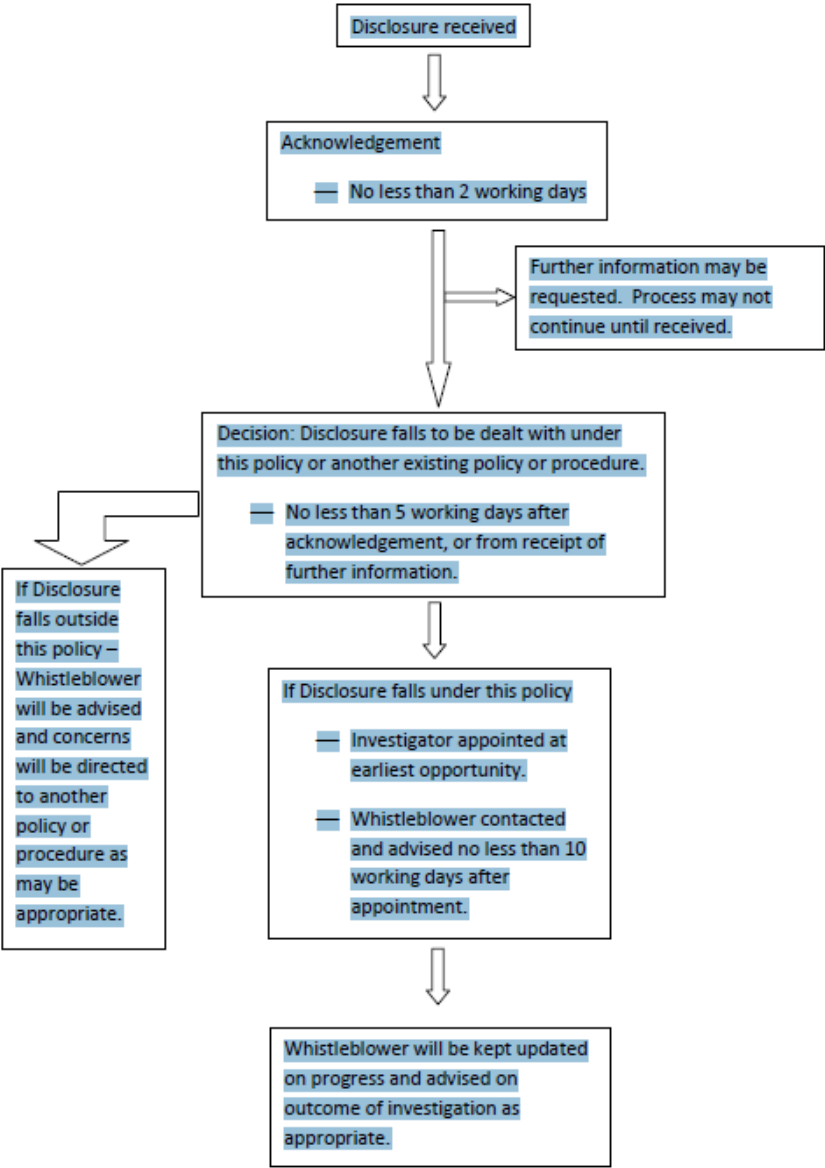 Disclosure received
Acknowledgement
— No less than 2 working days
Further information may be
requested.  Process may not
continue until received.
Decision: Disclosure falls to be dealt with under
this policy or another existing policy or procedure.
— No less than 5 working days after
acknowledgement, or from receipt of
further information.
If Disclosure
falls outside
this policy –
Whistleblower
will be advised
and concerns
will be directed
to another
policy or
procedure as
may be
appropriate.
If Disclosure falls under this policy
— Investigator appointed at
earliest opportunity.
— Whistleblower contacted
and advised no less than 10
working days after
appointment.
Whistleblower will be kept updated
on progress and advised on
outcome of investigation as
appropriate.